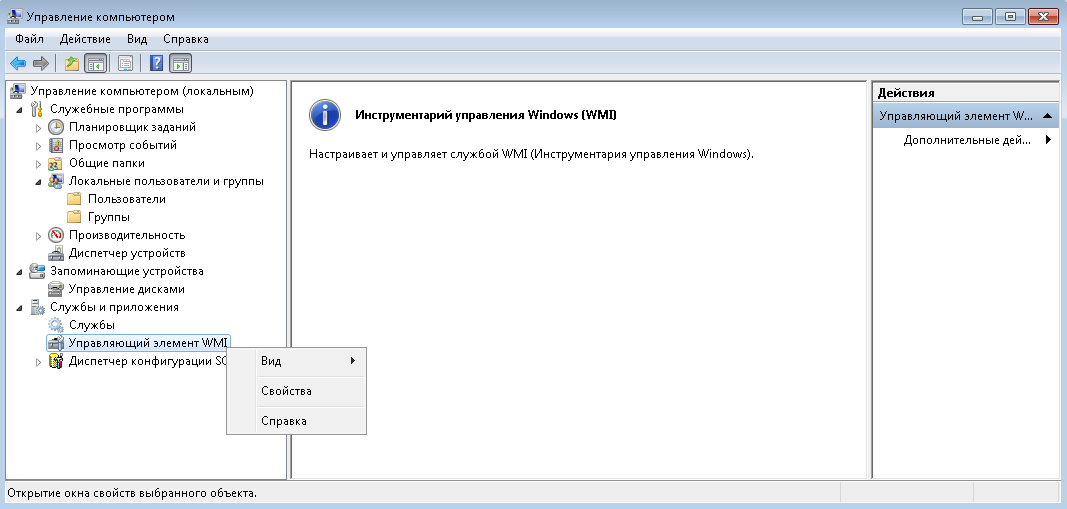 Управление компьютером
Файл Действие Вид Справка
Управление компьютером (локальным)
Служебные программы
Планировщик заданий
Просмотр событий
Общие папки
Локальные пользователи и группы
Пользователи
Группы
Производительность
Диспетчер устройств
Запоминающие устройства
Управление дисками
Службы и приложения
Службы
Управляющий элемент WMI
Диспетчер конфигурации SQ
Вид
Свойства
Справка
Инструментарий управления Windows (WMI)
Настраивает и управляет службой WMI (Инструментария управления Windows).
Действия
Управляющий элемент W...
Дополнительные дей...
Открытие окна свойств выбранного объекта.